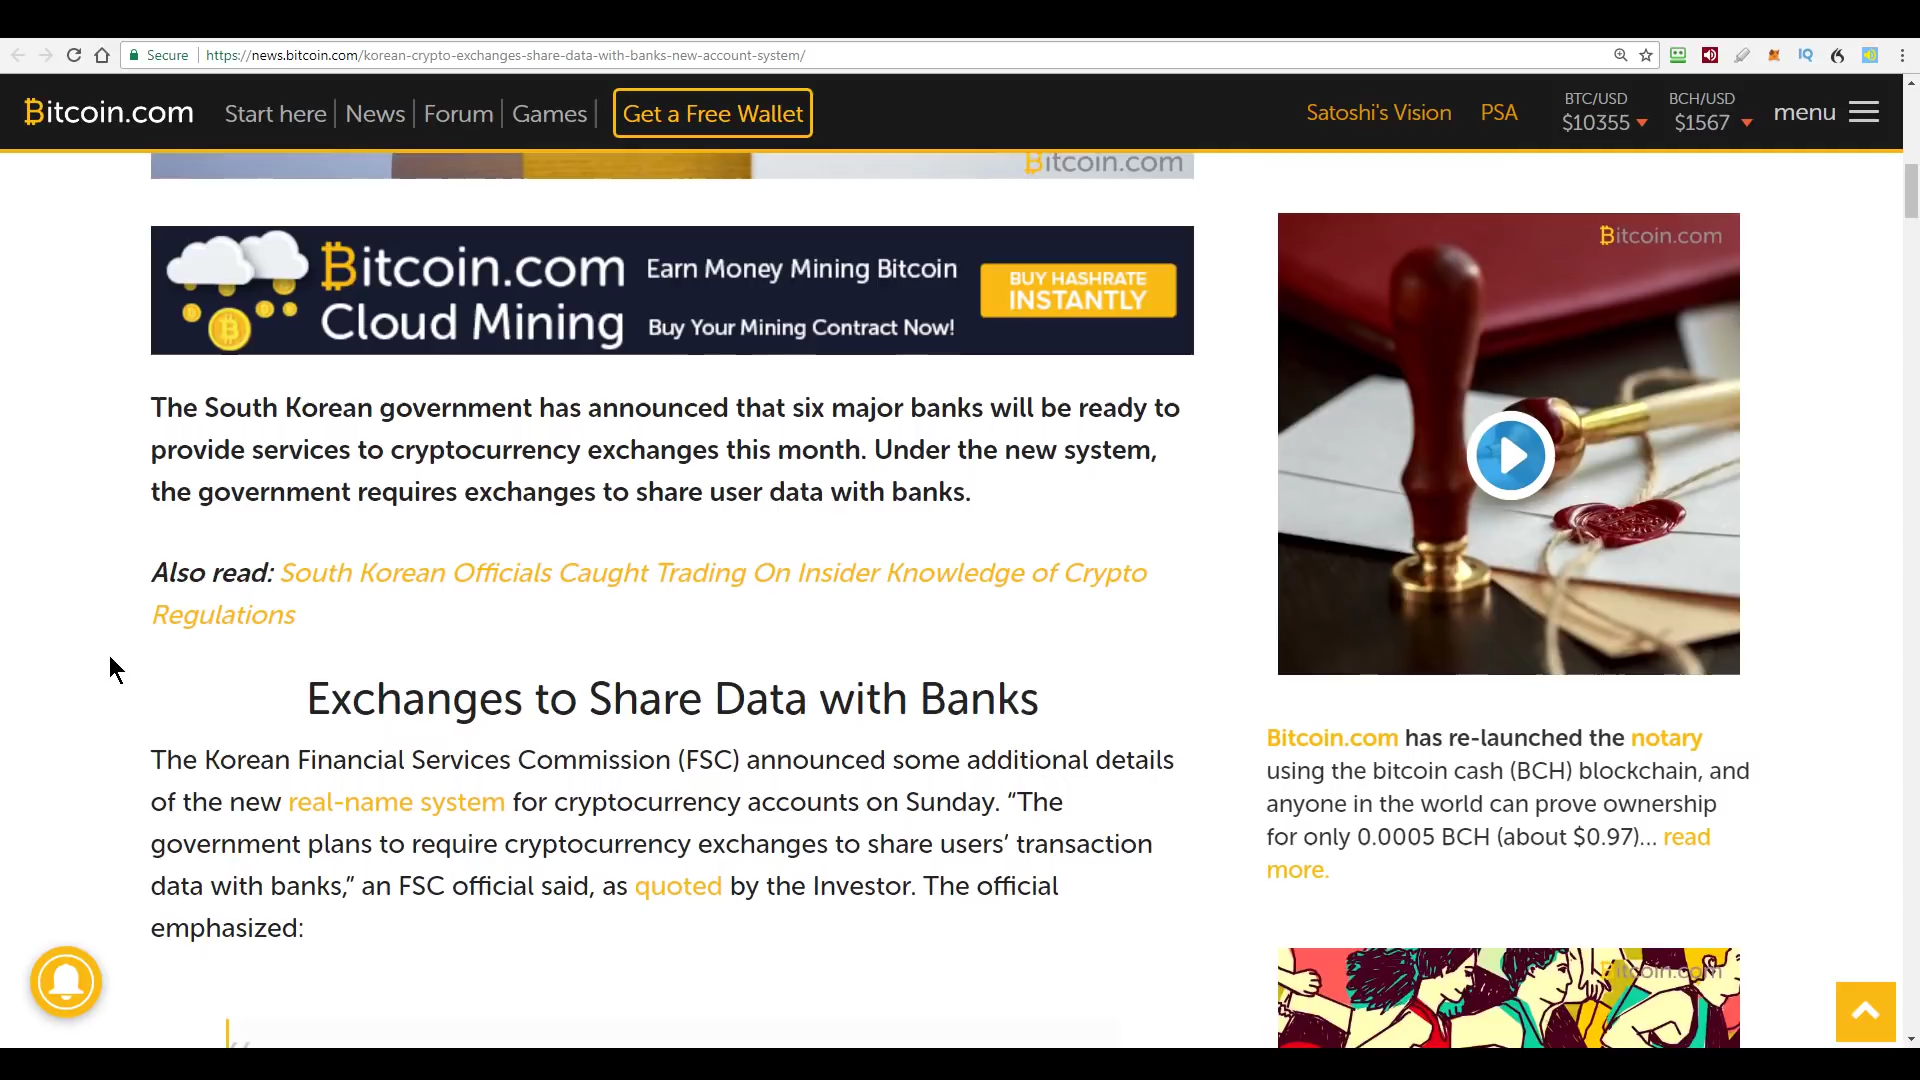 Secure
https://news.bitcoin.com/korean-crypto-exchanges-share-data-with-banks-new-account-system/
Bitcoin.com
Start here
News
Forum
Games
Get a Free Wallet
Satoshi's Vision
PSA
BTC/USD
$10355
BCH/USD
$1567
menu
Bitcoin.com
Bitcoin.com
Cloud Mining
Earn Money Mining Bitcoin
Buy Your Mining Contract Now!
BUY HASHRATE
INSTANTLY
The South Korean government has announced that six major banks will be ready to
provide services to cryptocurrency exchanges this month. Under the new system,
the government requires exchanges to share user data with banks.
Also read: South Korean Officials Caught Trading On Insider Knowledge of Crypto
Regulations
Exchanges to Share Data with Banks
The Korean Financial Services Commission (FSC) announced some additional details
of the new real-name system for cryptocurrency accounts on Sunday. “The
government plans to require cryptocurrency exchanges to share users’ transaction
data with banks,” an FSC official said, as quoted by the Investor. The official
emphasized:
Bitcoin.com
Bitcoin.com has re-launched the notary
using the bitcoin cash (BCH) blockchain, and
anyone in the world can prove ownership
for only 0.0005 BCH (about $0.97)... read
more.
Bitcoin.com